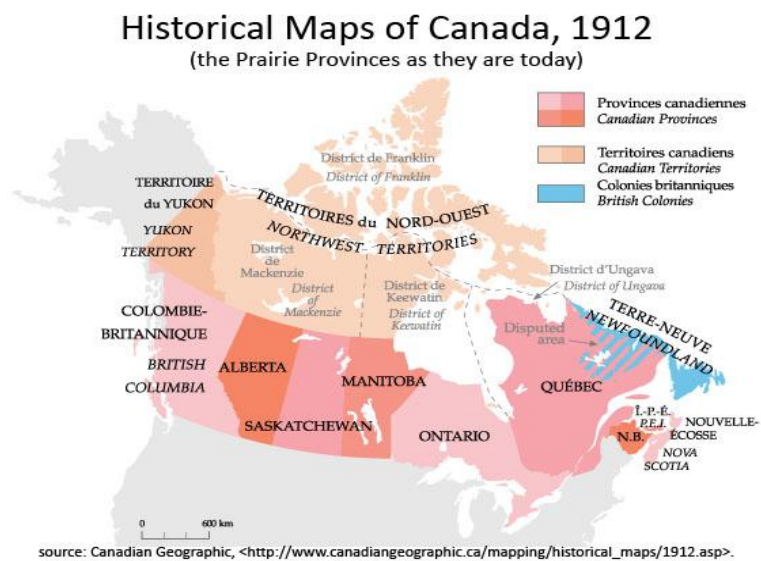 Historical Maps of Canada, 1912
(the Prairie Provinces as they are today)
Provinces canadiennes
Canadian Provinces
Territoires canadiens
Canadian Territories
Colonies britanniques
British Colonies
District de Franklin
District of Franklin
TERRITOIRE
du YUKON
YUKON
TERRITORY
TERRITOIRES du NORD-OUEST
NORTHWEST TERRITORIES
District
de
Mackenzie
District
of
Mackenzie
District de
Keewatin
District of
Keewatin
District d'Ungava
District of Ungava
TERRE-NEUVE
NEWFOUNDLAND
Disputed
area
COLOMBIE-
BRITANNIQUE
BRITISH
COLUMBIA
ALBERTA
SASKATCHEWAN
MANITOBA
ONTARIO
QUÉBEC
Î.-P.-É.
P.E.I.
N.B.
NOUVELLE-
ÉCOSSE
NOVA
SCOTIA
0 600 km
source: Canadian Geographic, <http://www.canadiangeographic.ca/mapping/historical_maps/1912.asp>.